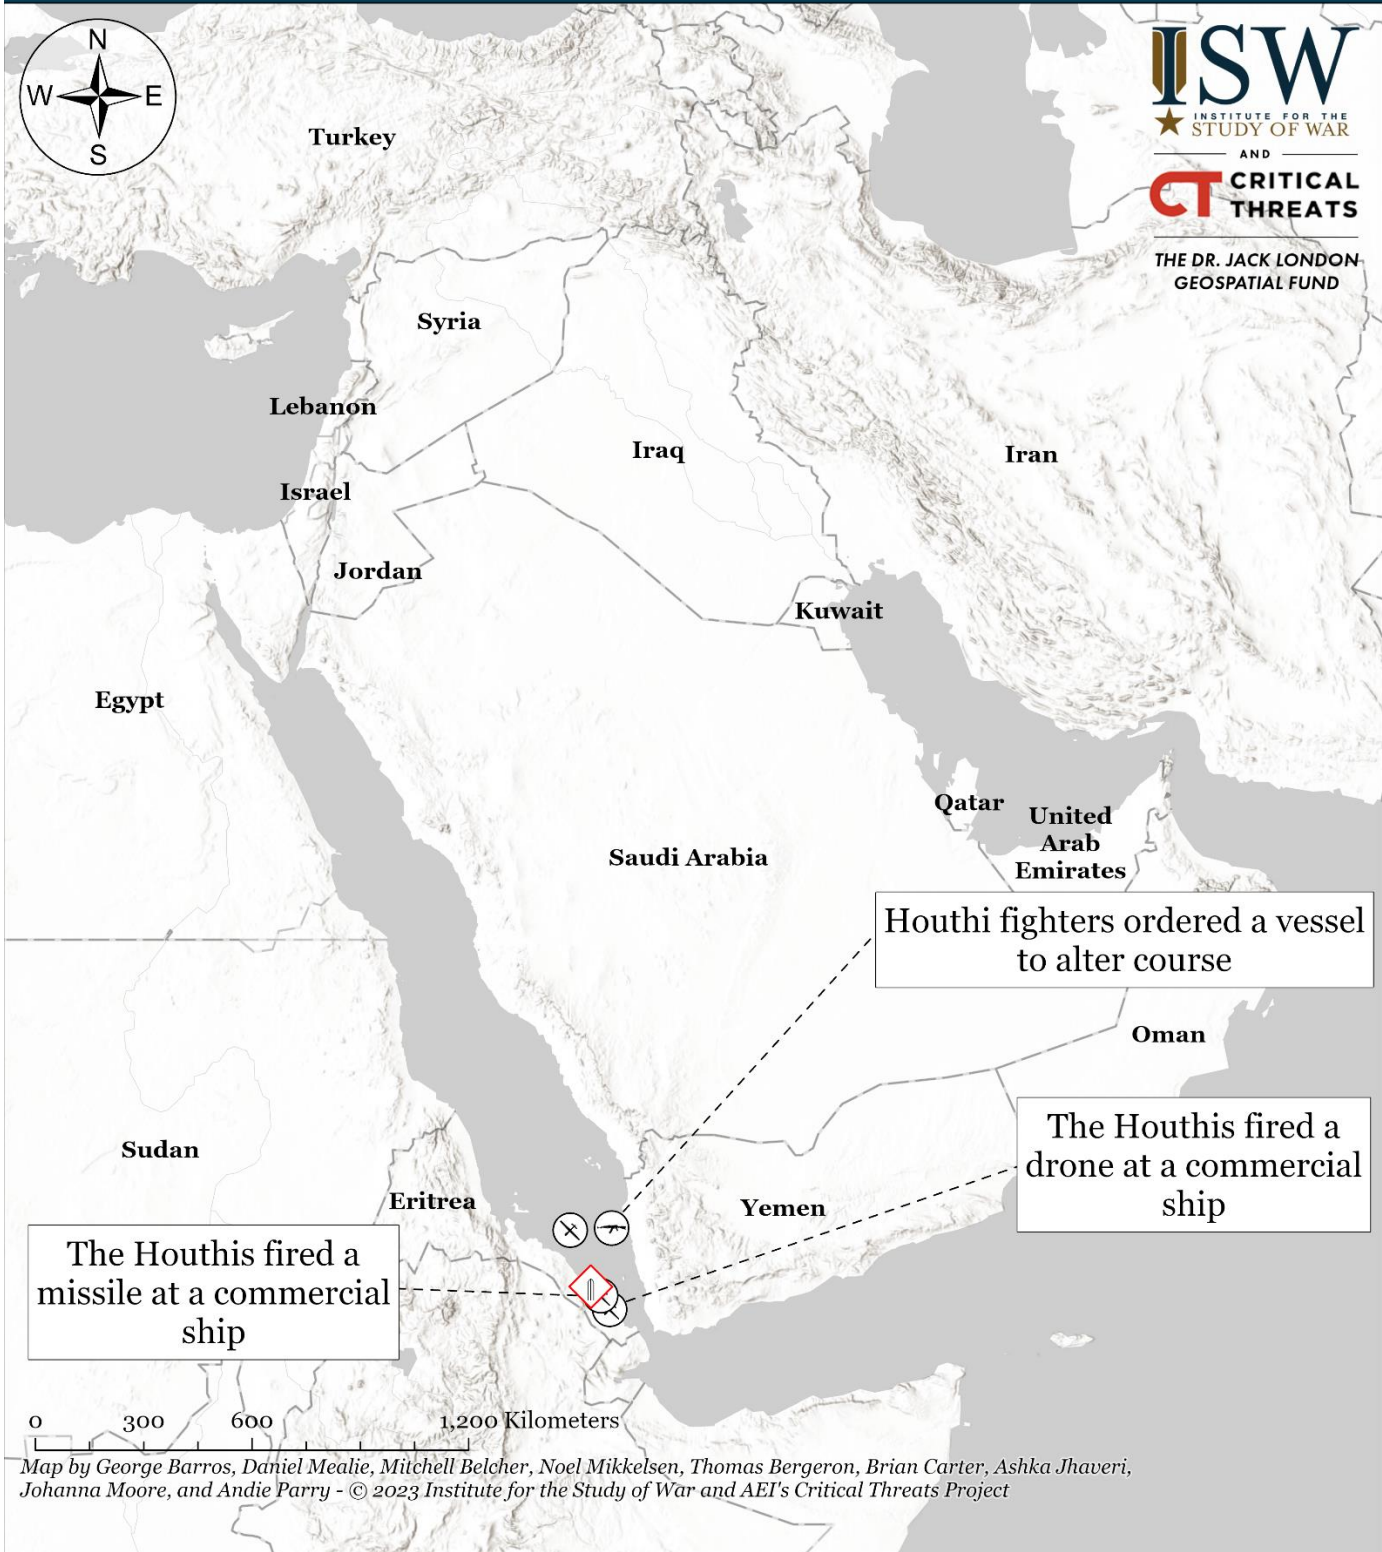 N
W
E
S
ISW
INSTITUTE FOR THE
STUDY OF WAR
AND
CT CRITICAL
THREATS
THE DR. JACK LONDON
GEOSPATIAL FUND
Turkey
Syria
Lebanon
Iraq
Iran
Israel
Jordan
Kuwait
Egypt
Qatar
United
Arab
Emirates
Saudi Arabia
Houthi fighters ordered a vessel
to alter course
Oman
The Houthis fired a
drone at a commercial
ship
Sudan
Eritrea
Yemen
The Houthis fired a
missile at a commercial
ship
0 300 600 1,200 Kilometers
Map by George Barros, Daniel Mealie, Mitchell Belcher, Noel Mikkelsen, Thomas Bergeron, Brian Carter, Ashka Jhaveri,
Johanna Moore, and Andie Parry - © 2023 Institute for the Study of War and AEI's Critical Threats Project